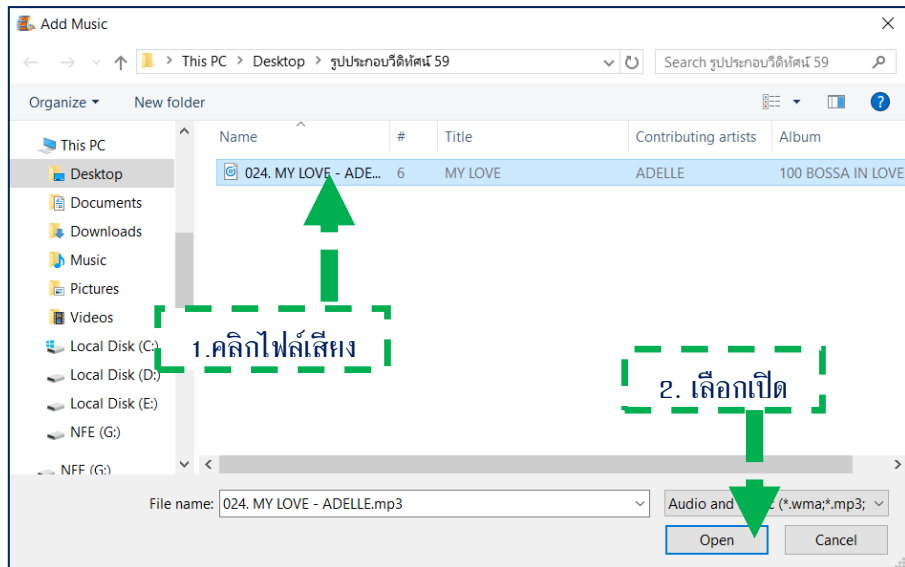 Add Music
This PC > Desktop > รูปประกอบวีดิทัศน์ 59
Search รูปประกอบวีดิทัศน์ 59
Organize
New folder
Name # Title Contributing artists Album
024. MY LOVE - ADE... 6 MY LOVE ADELLE 100 BOSSA IN LOVE
This PC
Desktop
Documents
Downloads
Music
Pictures
Videos
Local Disk (C:)
Local Disk (D:)
Local Disk (E:)
NFE (G:)
NFE (G:)
1.คลิกไฟล์เสียง
2. เลือกเปิด
File name: 024. MY LOVE - ADELLE.mp3
Audio and (*.wma;*.mp3;
Open
Cancel